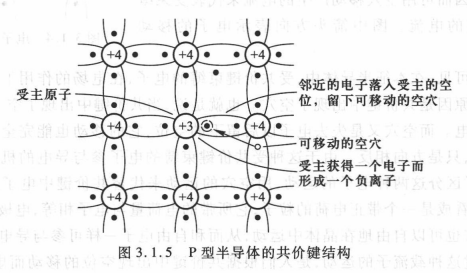 +4
+4
+4
受主原子
+4
+3
+4
邻近的电子落入受主的空
位，留下可移动的空穴
可移动的空穴
受主获得一个电子而
形成一个负离子
+4
+4
+4
图 3.1.5 P 型半导体的共价键结构